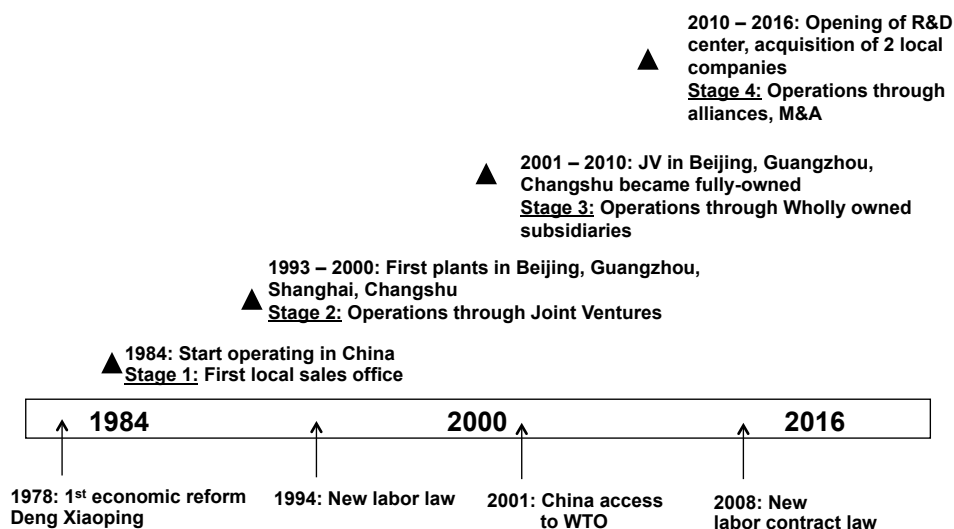 2010 – 2016: Opening of R&D
center, acquisition of 2 local
companies
Stage 4: Operations through
alliances, M&A
2001 – 2010: JV in Beijing, Guangzhou,
Changshu became fully-owned
Stage 3: Operations through Wholly owned
subsidiaries
1993 – 2000: First plants in Beijing, Guangzhou,
Shanghai, Changshu
Stage 2: Operations through Joint Ventures
1984: Start operating in China
Stage 1: First local sales office
1984 2000 2016
1978: 1st economic reform
Deng Xiaoping
1994: New labor law
2001: China access
to WTO
2008: New
labor contract law